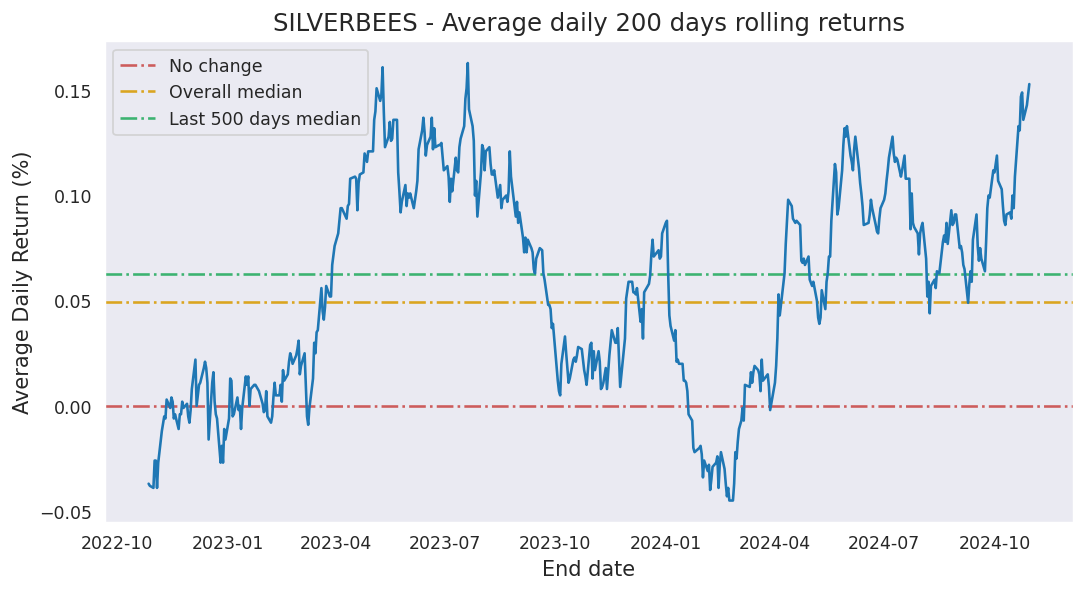 SILVERBEES - Average daily 200 days rolling returns
No change
Overall median
Last 500 days median
Average Daily Return (%)
0.15
0.10
0.05
0.00
−0.05
2022-10 2023-01 2023-04 2023-07 2023-10 2024-01 2024-04 2024-07 2024-10
End date